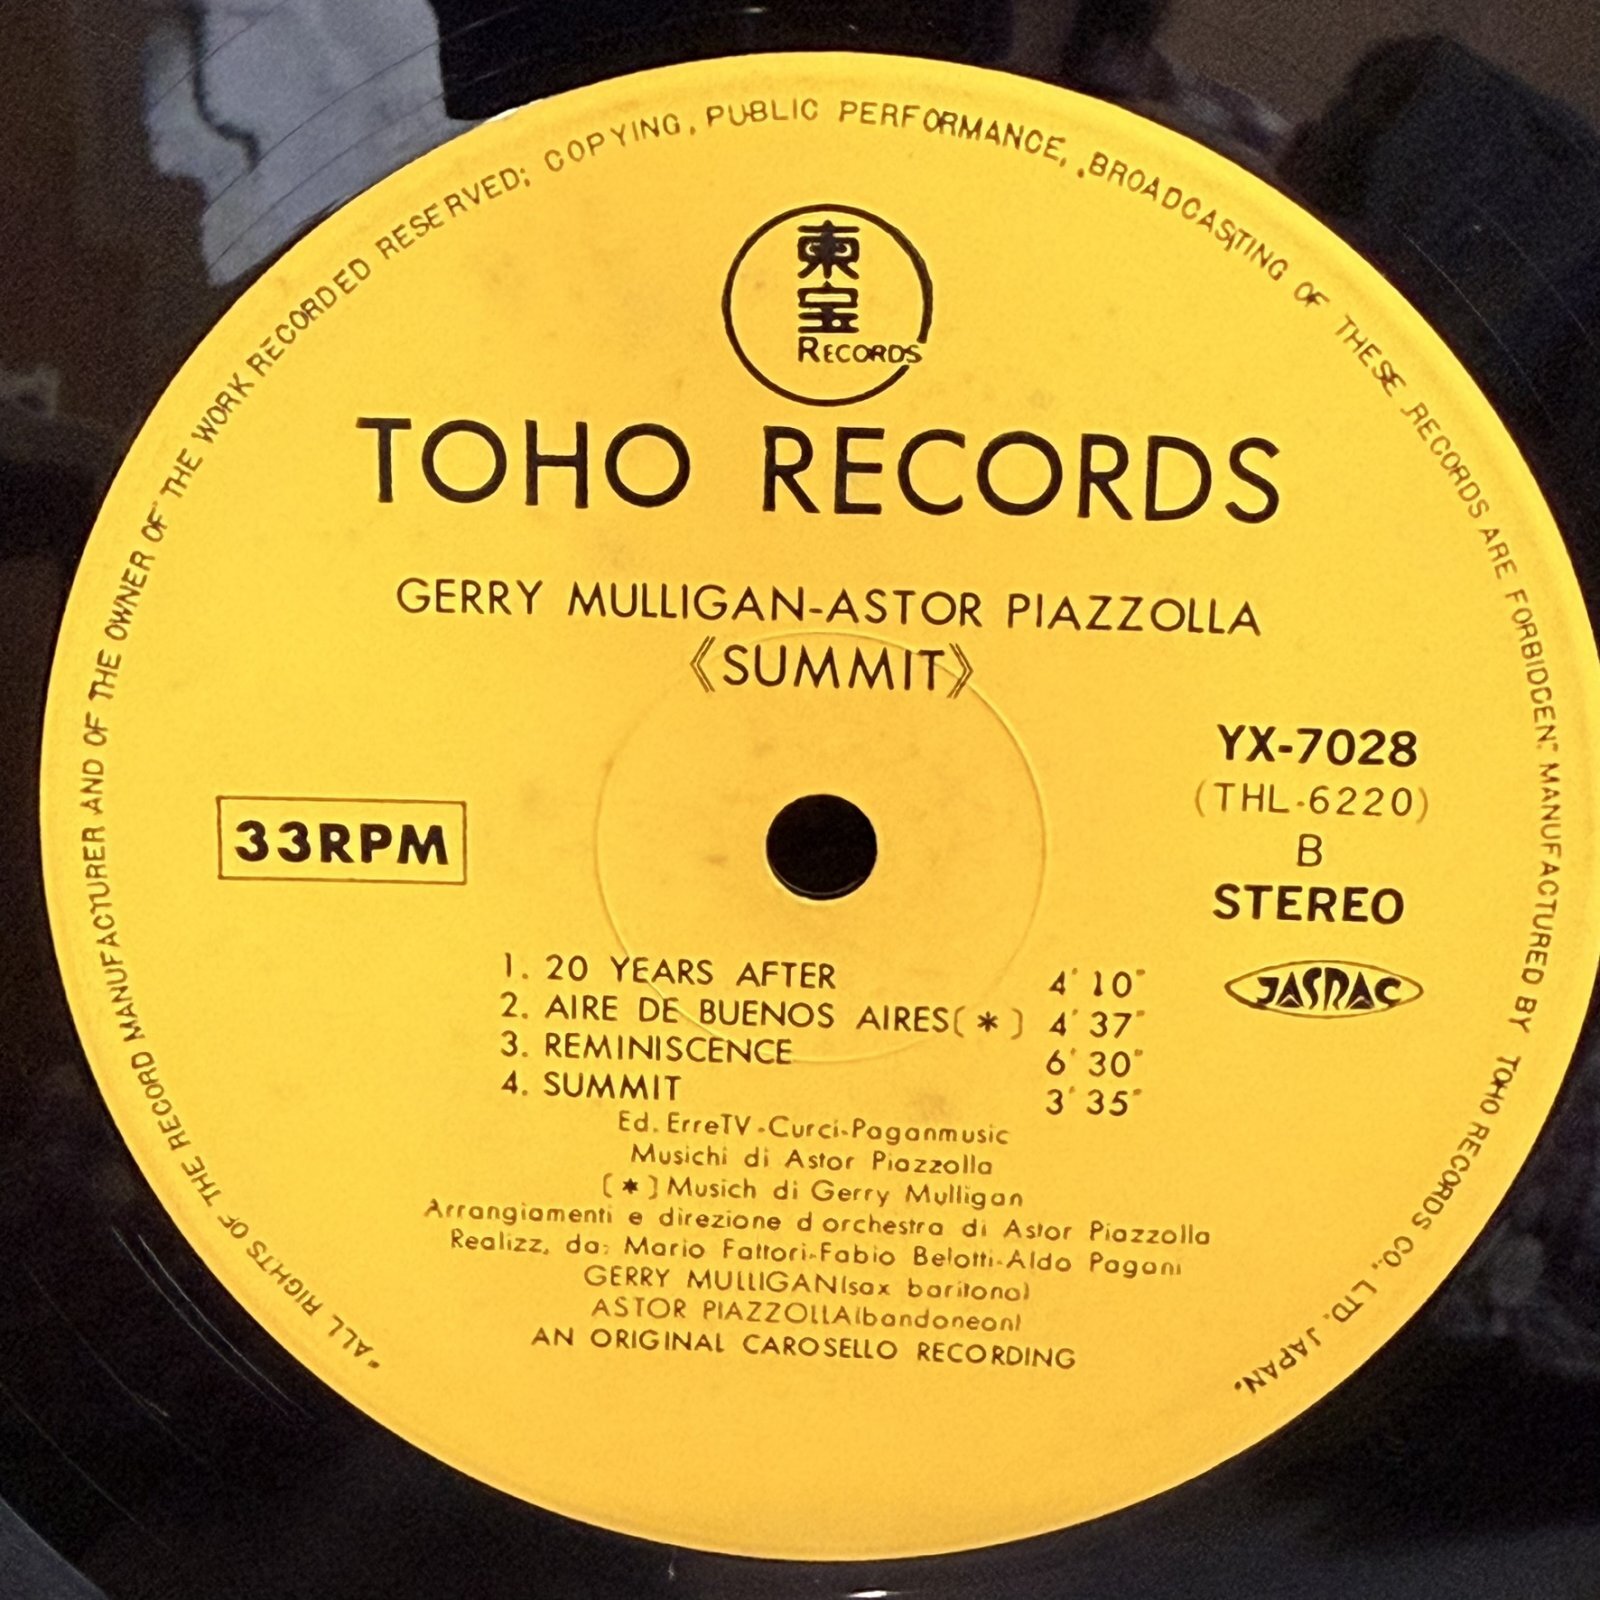 "ALL RIGHTS OF THE RECORD MANUFACTURER AND OF THE OWNER OF THE WORK RECORDED RESERVED; COPYING, PUBLIC PERFORMANCE, BROADCASTING OF THESE RECORDS ARE FORBIDDEN." MANUFACTURED BY TOHO RECORDS CO., LTD. JAPAN.
東
宝
RECORDS
TOHO RECORDS
GERRY MULLIGAN-ASTOR PIAZZOLLA
《SUMMIT》
YX-7028
(THL-6220)
B
33RPM
STEREO
JASRAC
1. 20 YEARS AFTER 4' 10"
2. AIRE DE BUENOS AIRES(*) 4' 37"
3. REMINISCENCE 6' 30"
4. SUMMIT 3' 35"
Ed. ErreTV-Curci-Paganmusic
Musichi di Astor Piazzolla
(*) Musich di Gerry Mulligan
Arrangiamenti e direzione d orchestra di Astor Piazzolla
Realizz, da: Mario Fattori-Fabio Belotti-Aldo Pagani
GERRY MULLIGAN(sax baritono)
ASTOR PIAZZOLLA(bandoneon)
AN ORIGINAL CAROSELLO RECORDING